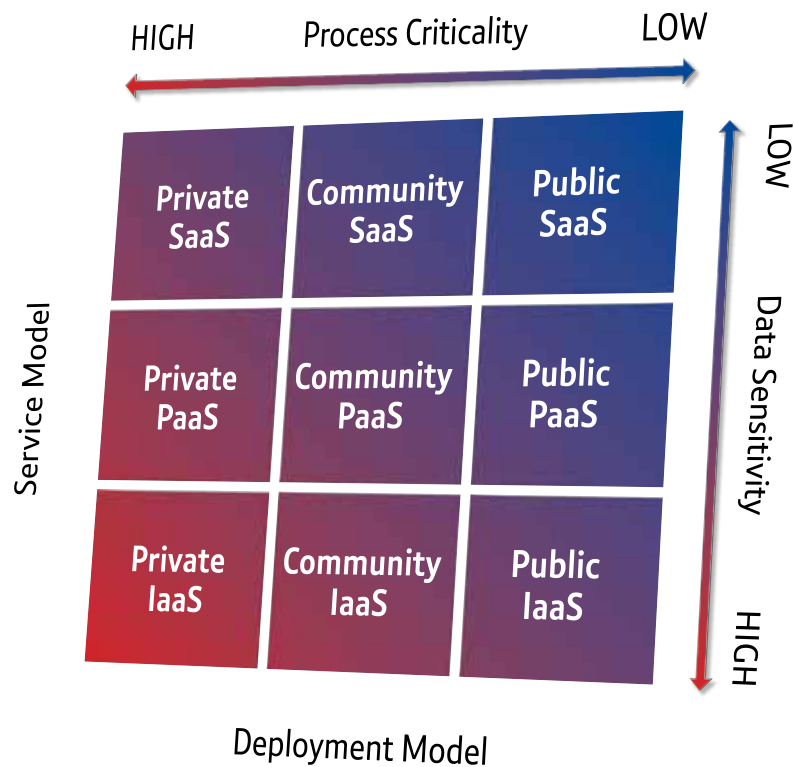 HIGH
Process Criticality
LOW
Private
SaaS
Community
SaaS
Public
SaaS
LOW
Private
PaaS
Community
PaaS
Public
PaaS
Service Model
Data Sensitivity
Private
IaaS
Community
IaaS
Public
IaaS
HIGH
Deployment Model